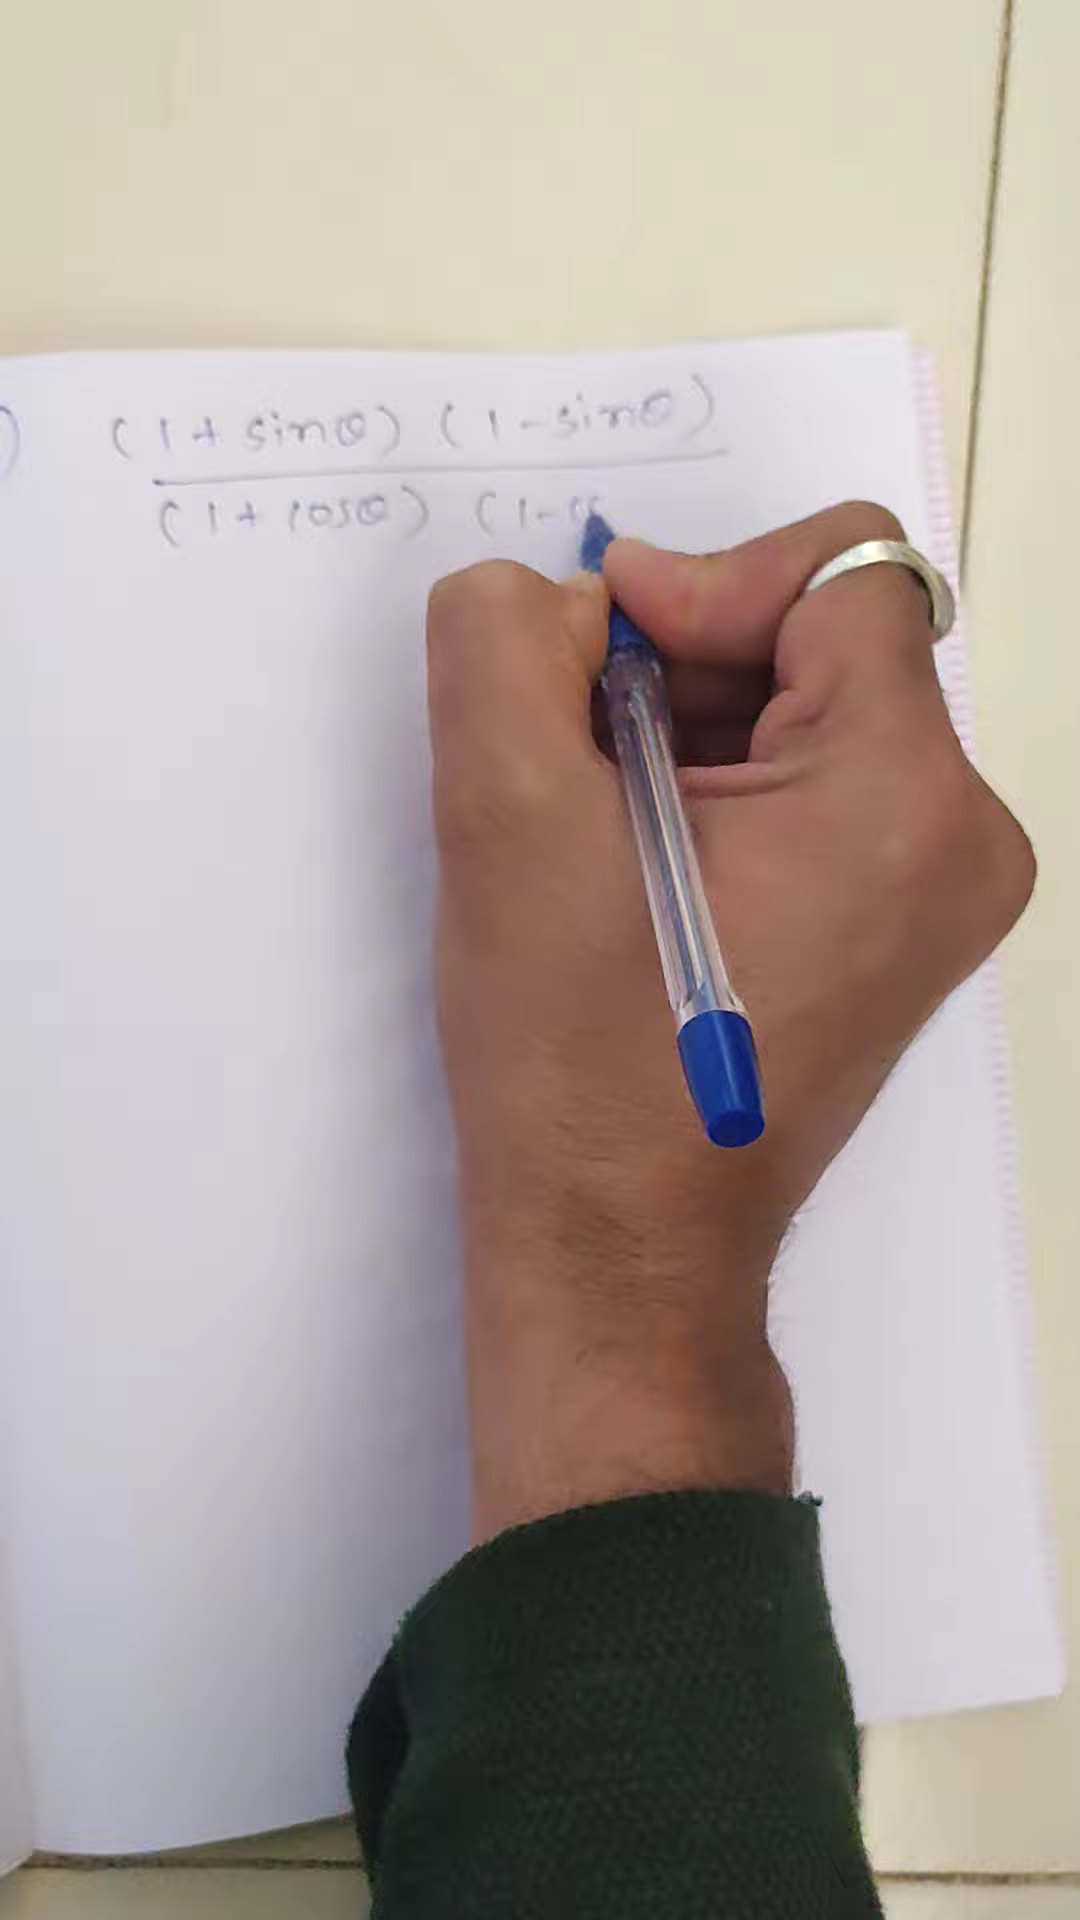 (1 + sinθ) (1 - sinθ)
(1 + cosθ) (1 - c